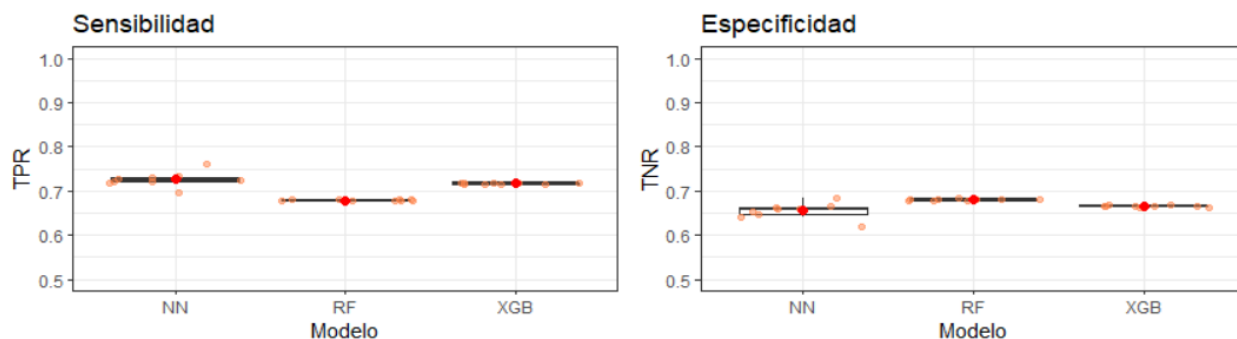 Sensibilidad
1.0
0.9
0.8
0.7
0.6
0.5
TPR
NN RF XGB
Modelo
Especificidad
1.0
0.9
0.8
0.7
0.6
0.5
TNR
NN RF XGB
Modelo